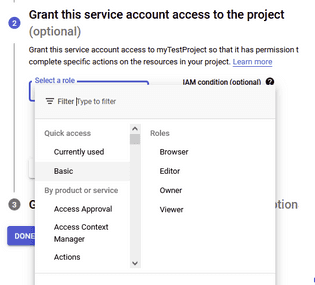 2 Grant this service account access to the project
(optional)
Grant this service account access to myTestProject so that it has permission t
complete specific actions on the resources in your project. Learn more
Select a role
IAM condition (optional) ?
Filter Type to filter
Quick access
Currently used
Basic
By product or service
Access Approval
Access Context
Manager
Actions
Roles
Browser
Editor
Owner
Viewer
3 G
DONE